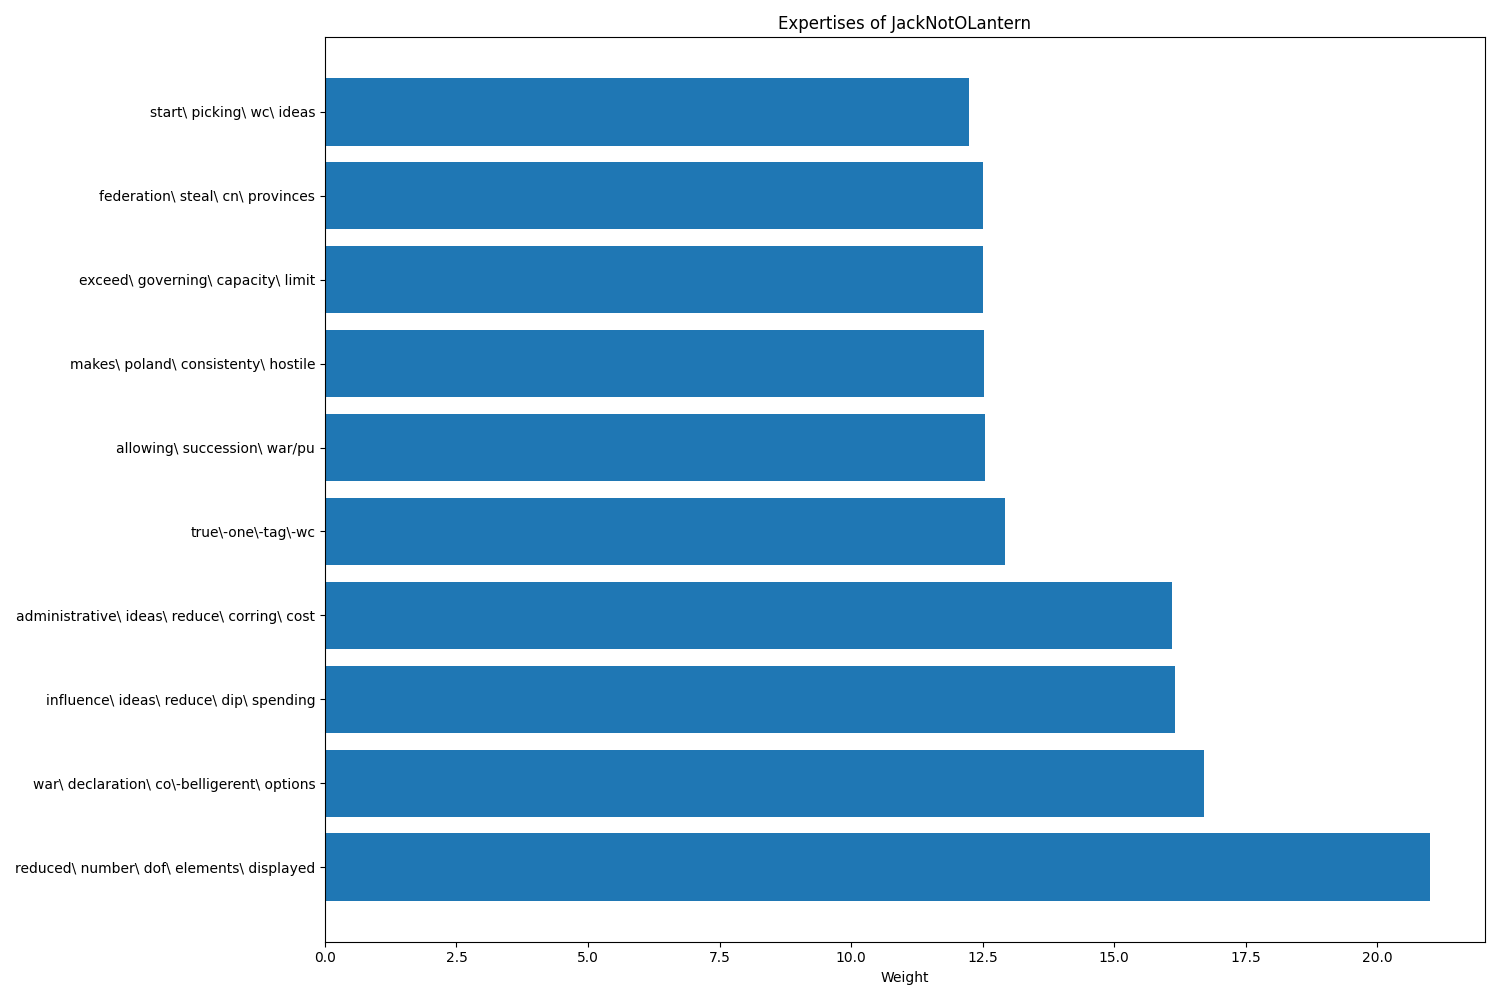 Expertises of JackNotOLantern
start\ picking\ wc\ ideas
federation\ steal\ cn\ provinces
exceed\ governing\ capacity\ limit
makes\ poland\ consistenty\ hostile
allowing\ succession\ war/pu
true\-one\-tag\-wc
administrative\ ideas\ reduce\ corring\ cost
influence\ ideas\ reduce\ dip\ spending
war\ declaration\ co\-belligerent\ options
reduced\ number\ dof\ elements\ displayed
0.0 2.5 5.0 7.5 10.0 12.5 15.0 17.5 20.0
Weight